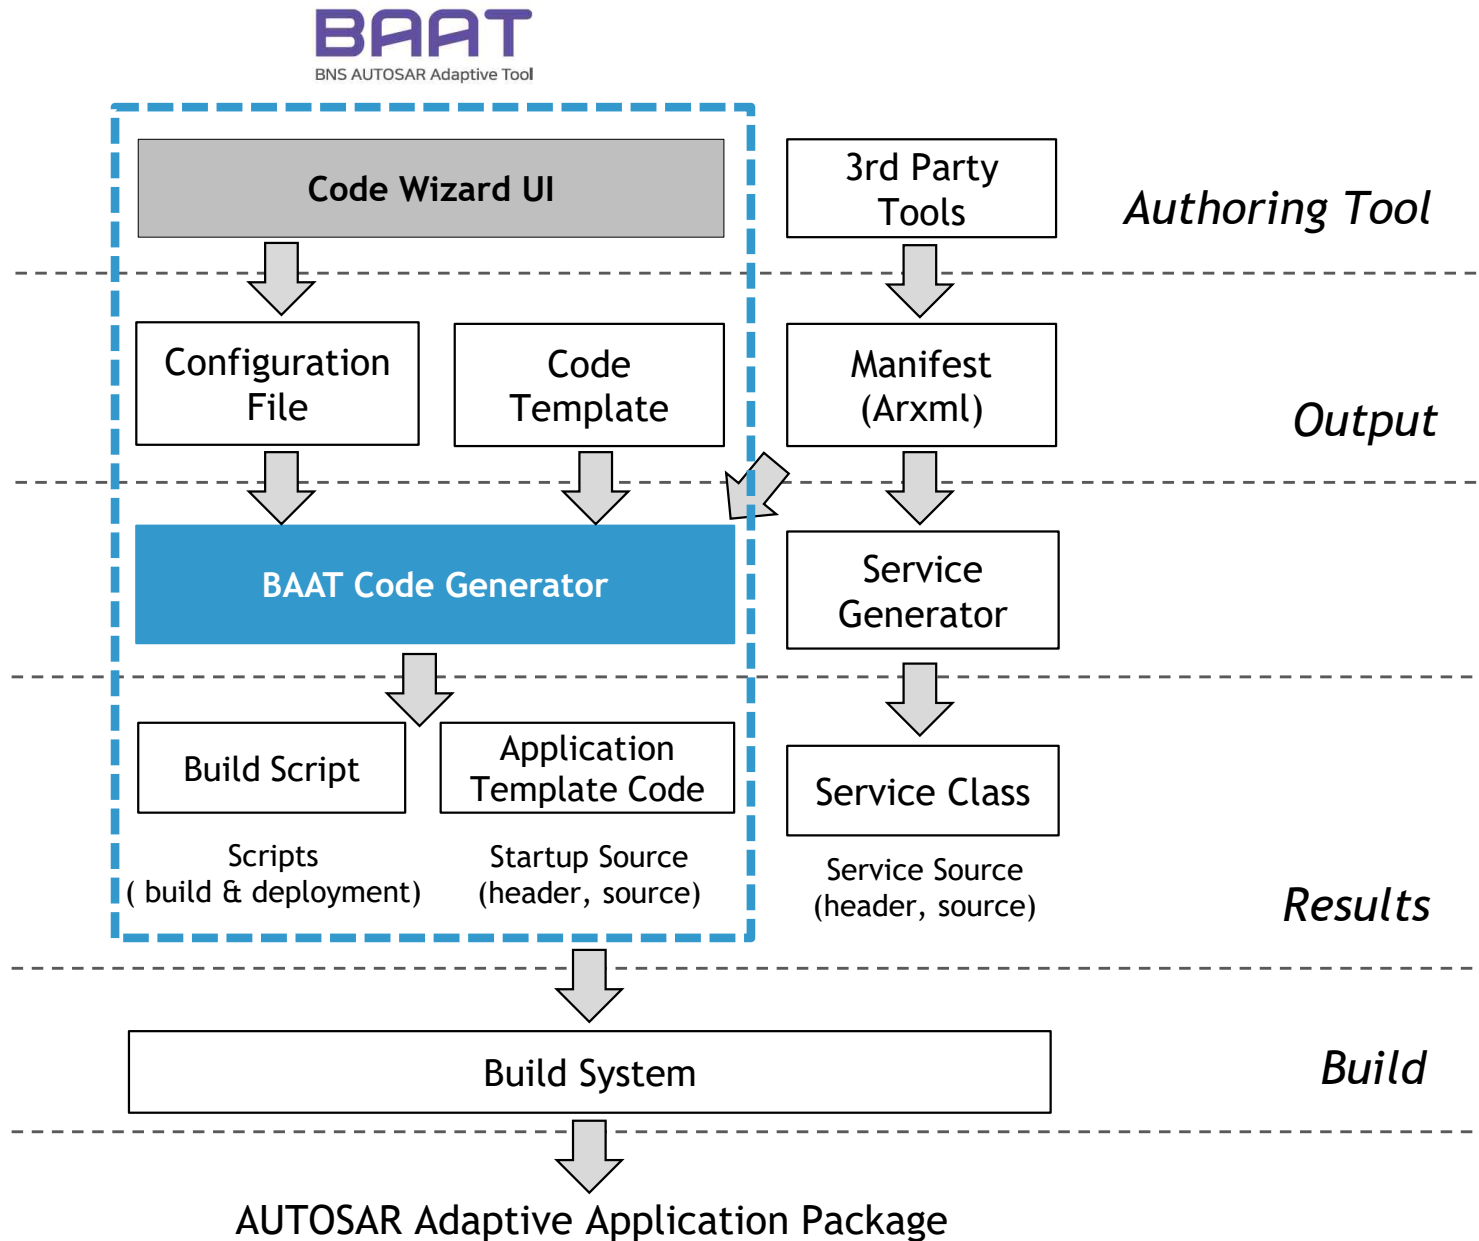 BAAT
BNS AUTOSAR Adaptive Tool
Code Wizard UI
3rd Party
Tools
Authoring Tool
Configuration
File
Code
Template
Manifest
(Arxml)
Output
BAAT Code Generator
Service
Generator
Build Script
Application
Template Code
Service Class
Scripts
( build & deployment)
Startup Source
(header, source)
Service Source
(header, source)
Results
Build System
Build
AUTOSAR Adaptive Application Package